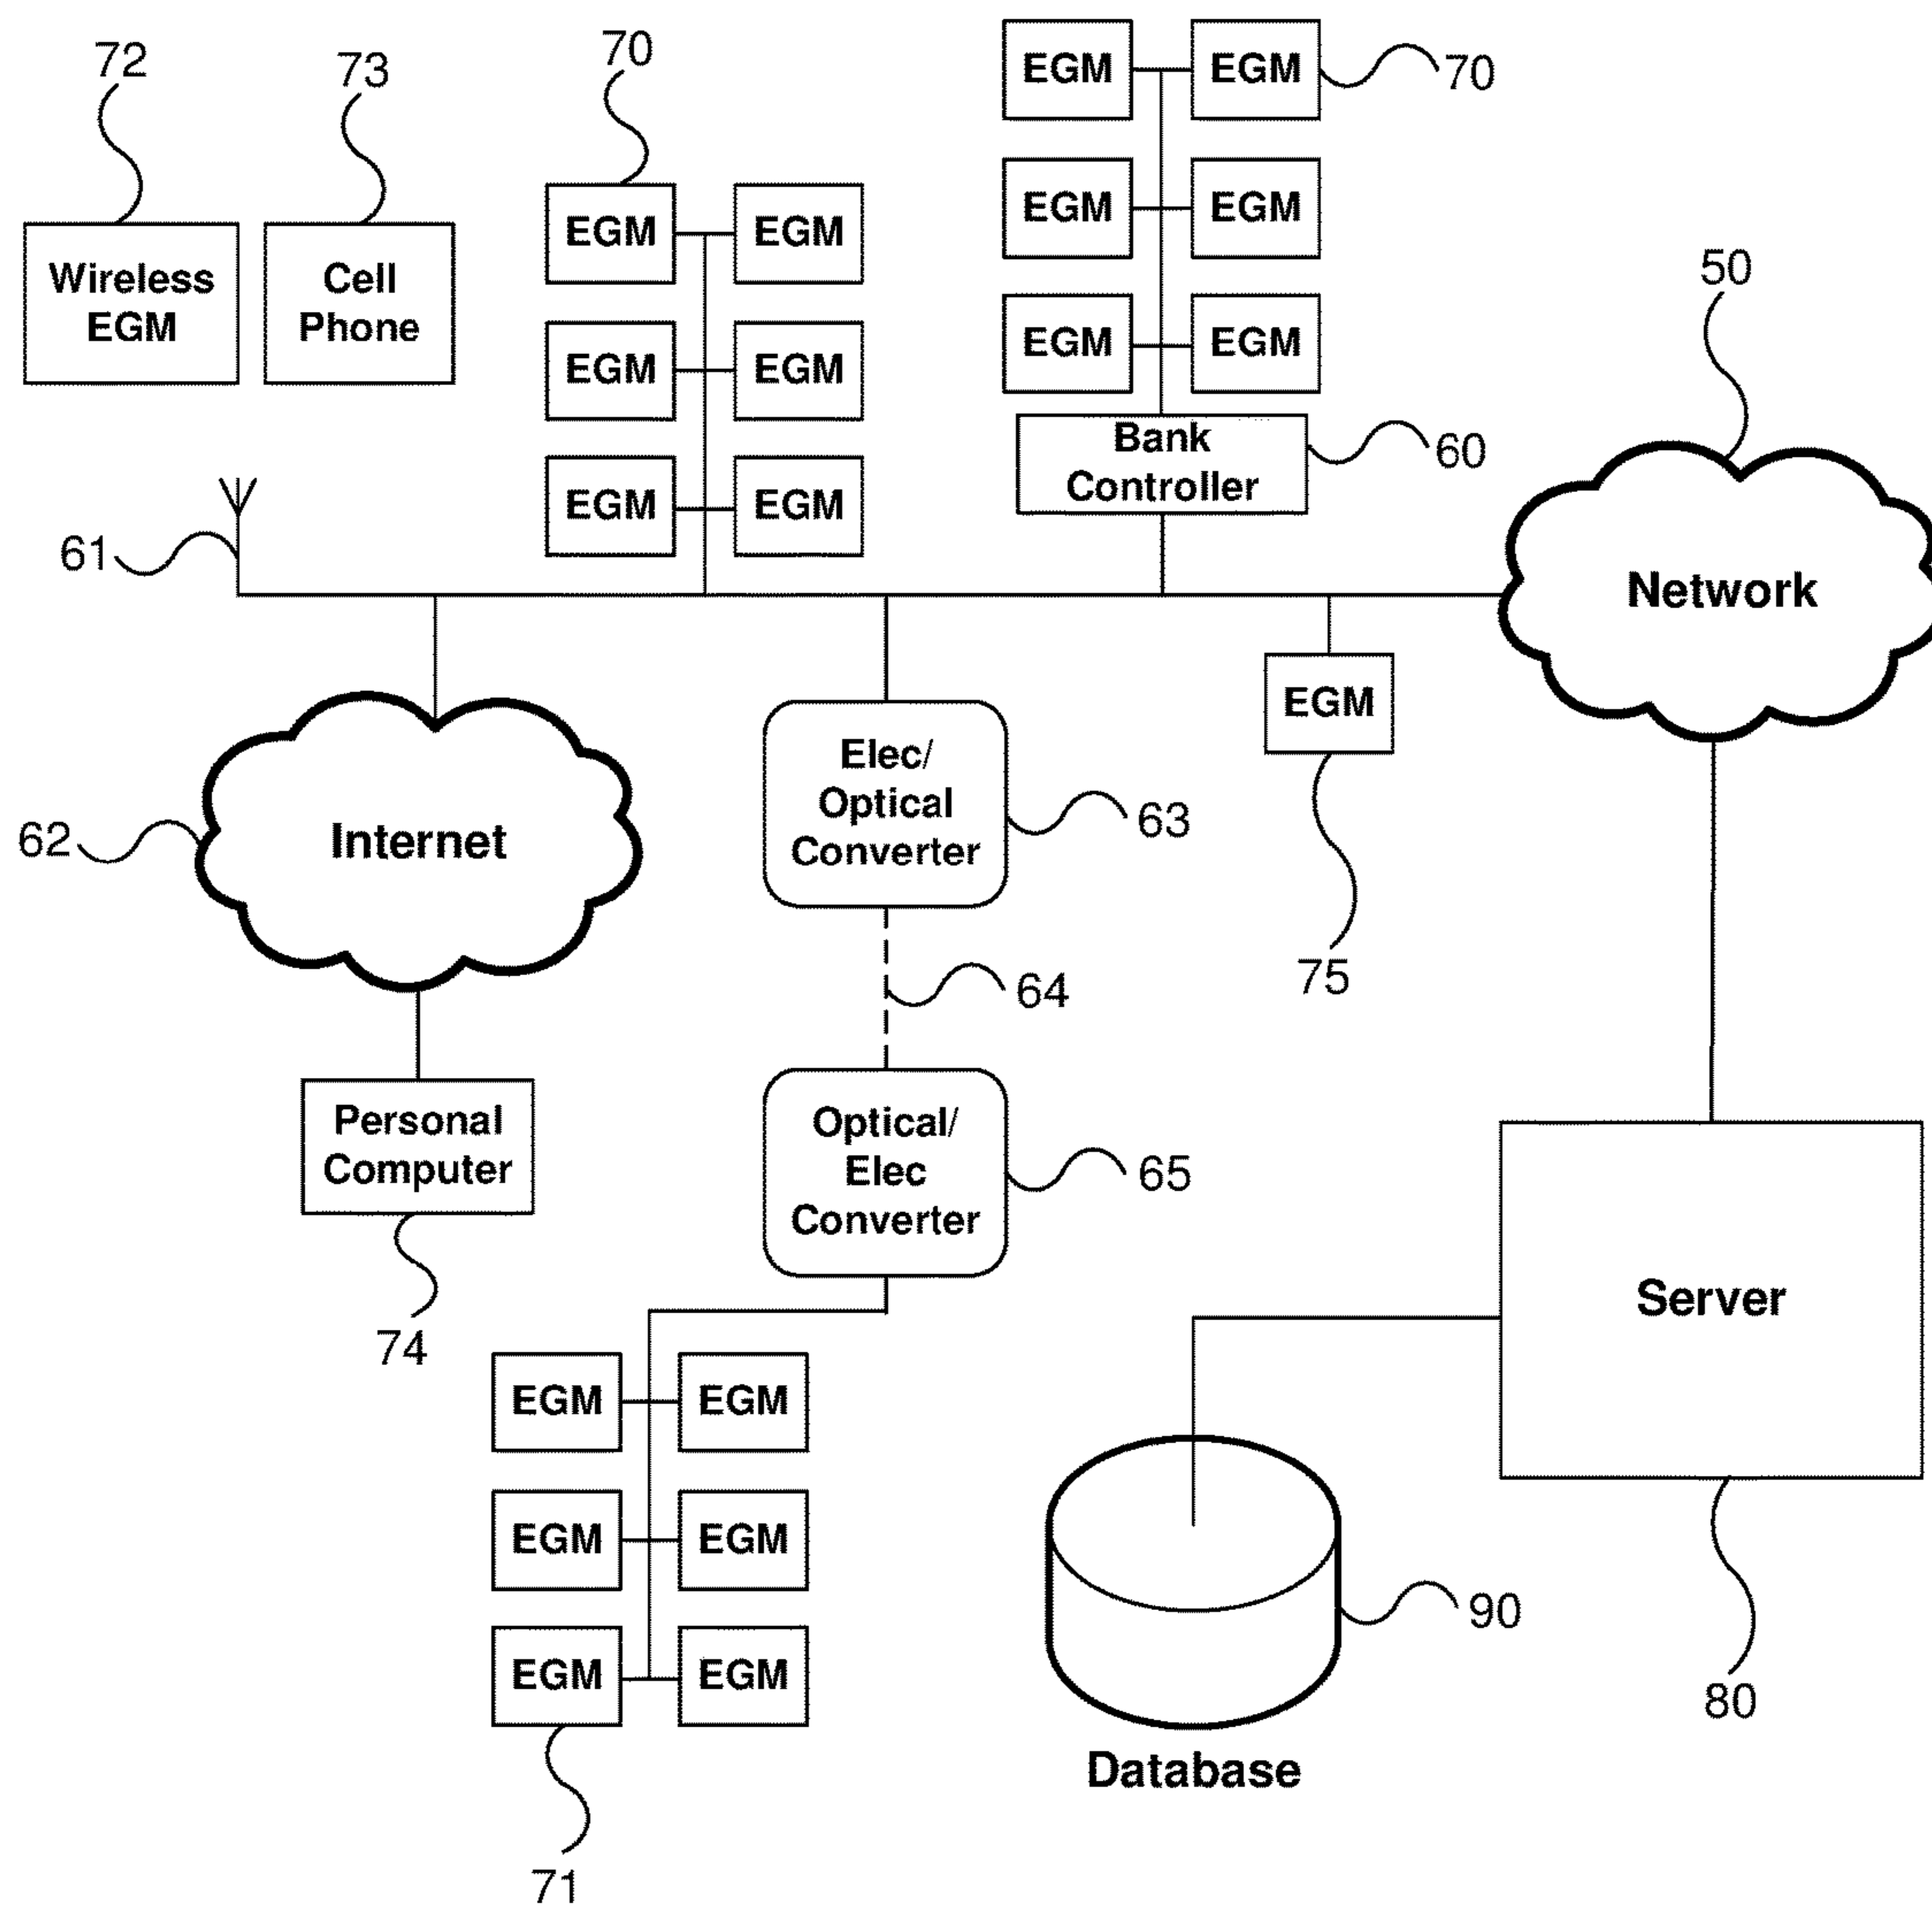 72
73
70
EGM
EGM
70
EGM
EGM
EGM
EGM
Bank
Controller
60
Wireless
EGM
Cell
Phone
EGM
EGM
EGM
EGM
EGM
EGM
50
61
Network
EGM
75
62
Internet
Elec/
Optical
Converter
63
64
Personal
Computer
74
Optical/
Elec
Converter
65
Server
80
EGM
EGM
EGM
EGM
EGM
EGM
71
90
Database